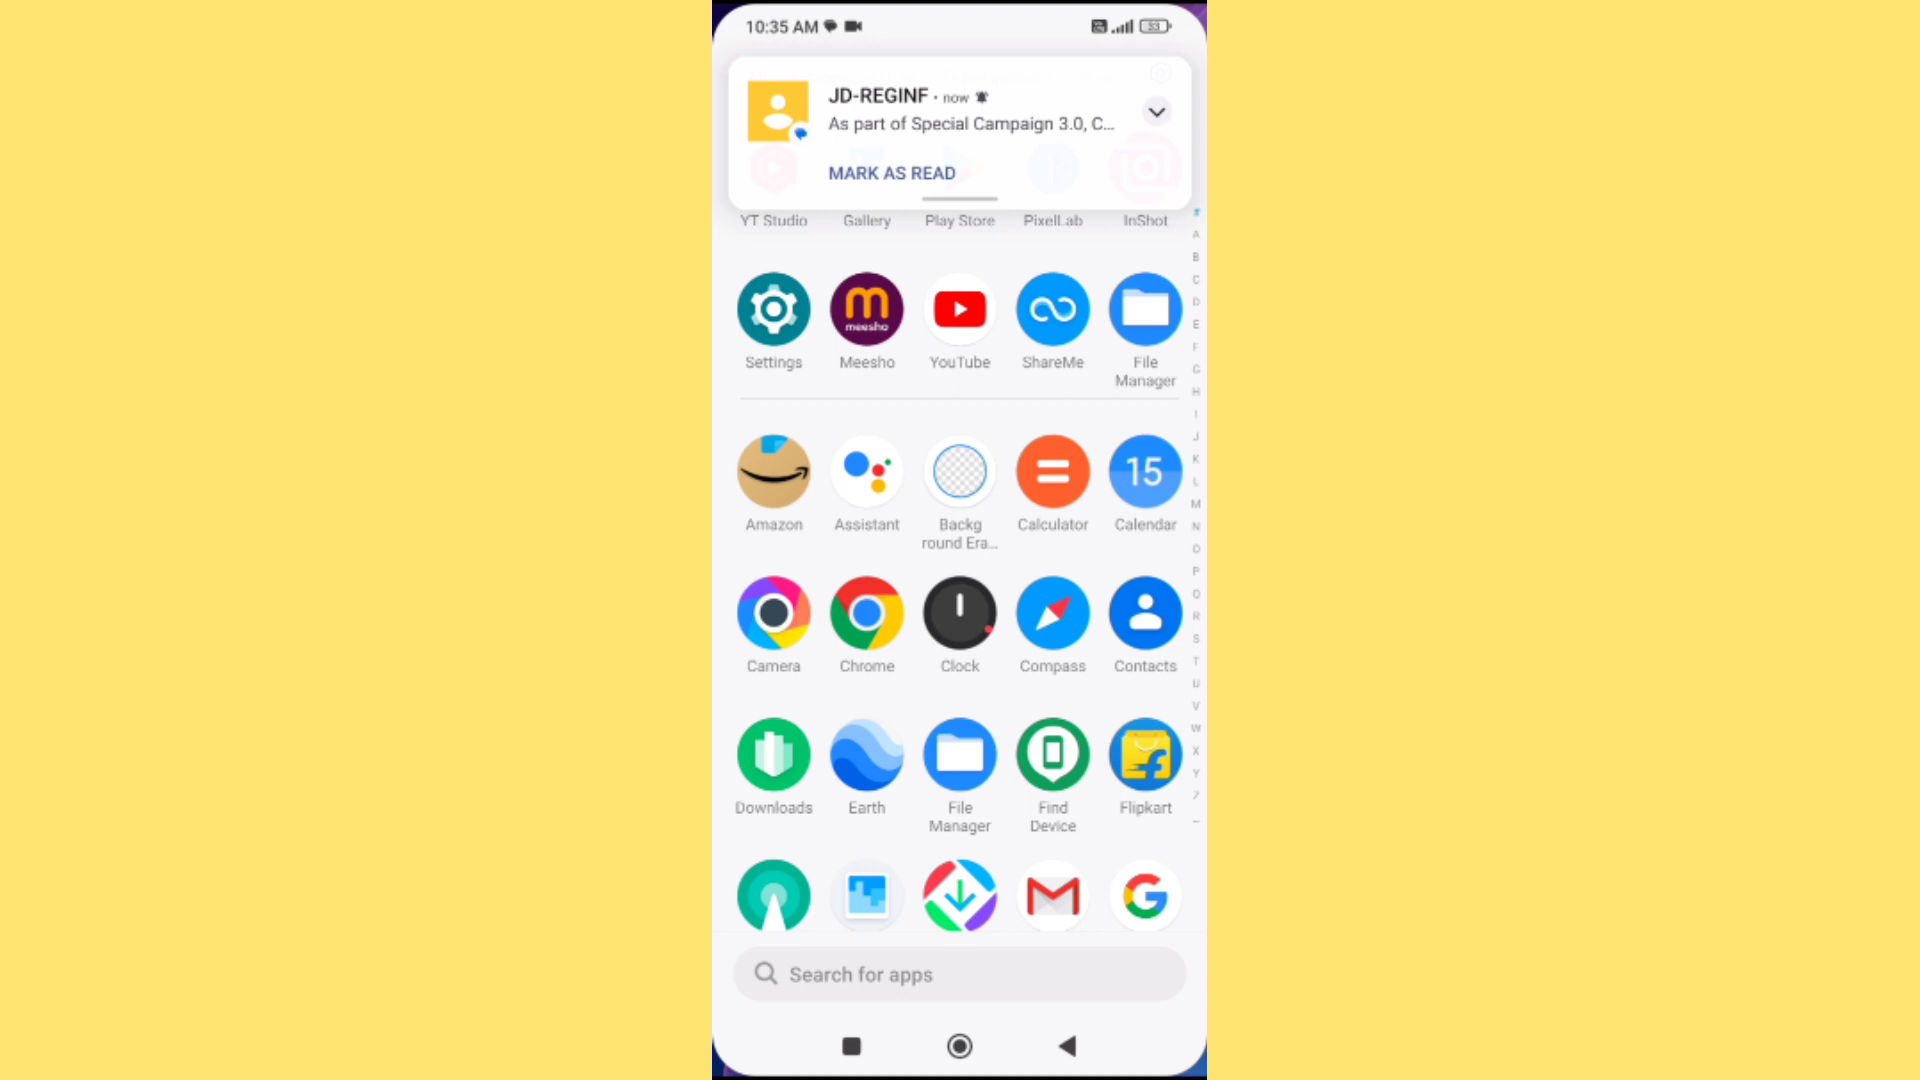 10:35 AM
33
JD-REGINF • now
As part of Special Campaign 3.0, C...
MARK AS READ
YT Studio Gallery Play Store PixelLab InShot
meesho
Settings Meesho YouTube ShareMe File
Manager
15
Amazon Assistant Backg Calculator Calendar
round Era...
Camera Chrome Clock Compass Contacts
Downloads Earth File Find Flipkart
Manager Device
Search for apps
#
A
B
C
D
E
F
G
H
I
J
K
L
M
N
O
P
Q
R
S
T
U
V
W
X
Y
Z